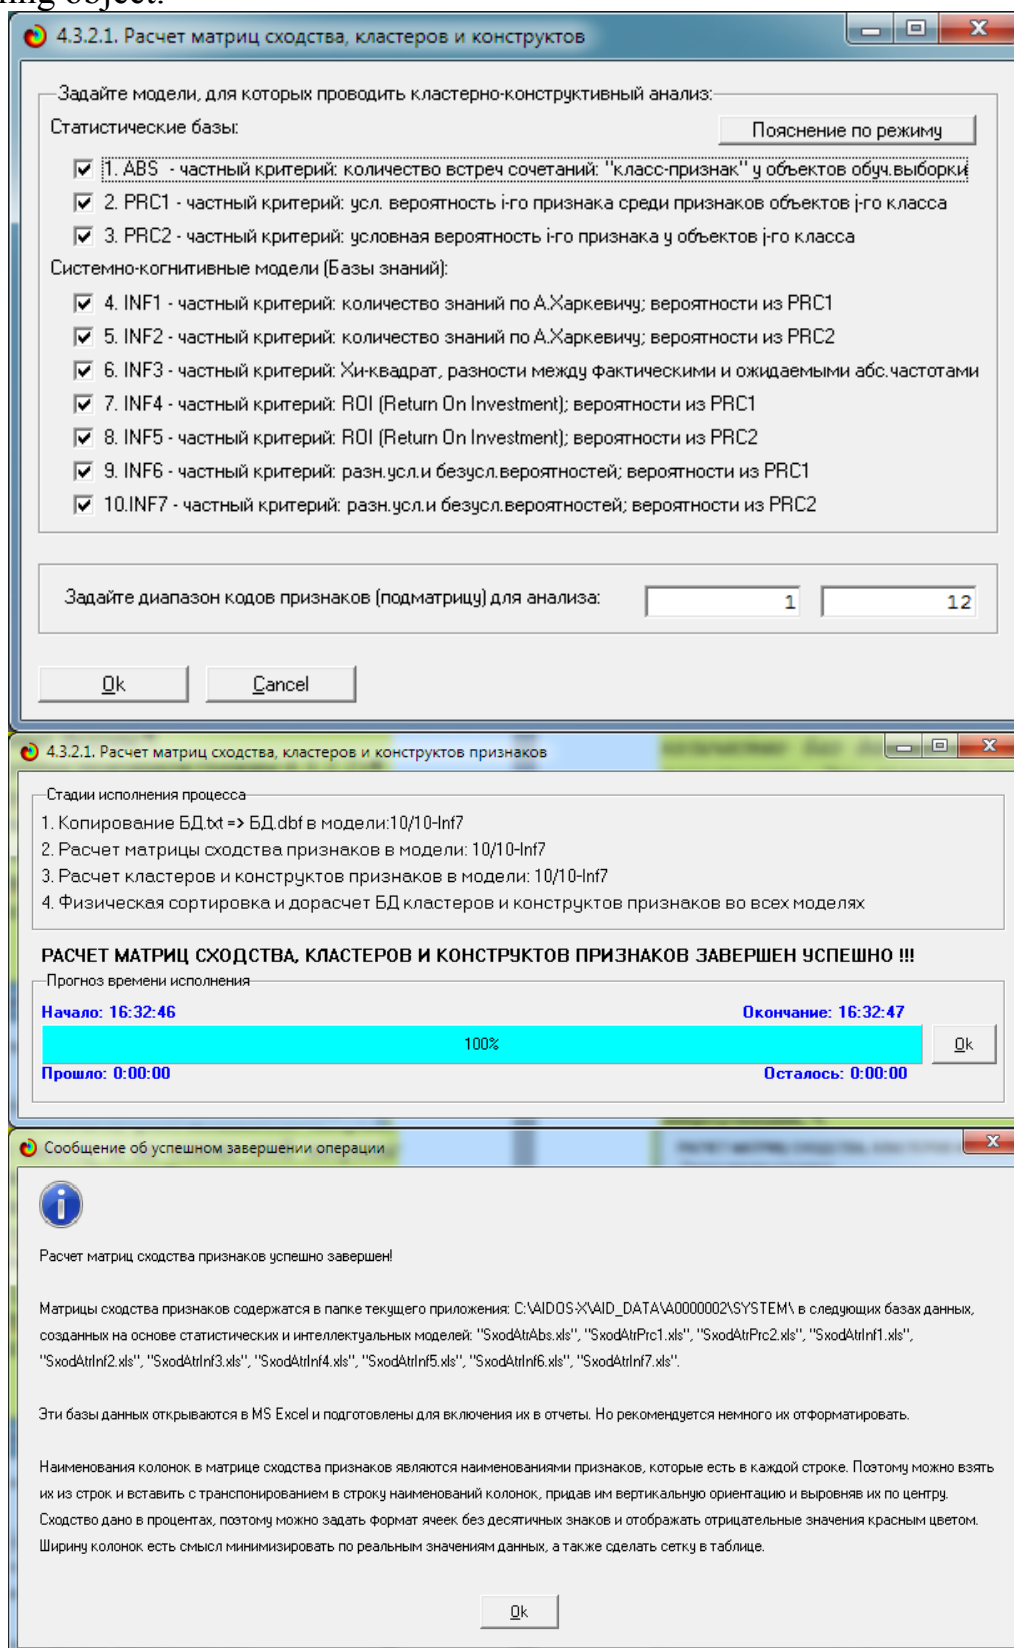 ning object.
4.3.2.1. Расчет матриц сходства, кластеров и конструктов
Задайте модели, для которых проводить кластерно-конструктивный анализ:
Статистические базы:
Пояснение по режиму
1. ABS - частный критерий: количество встреч сочетаний: "класс-признак" у объектов обуч.выборки
2. PRC1 - частный критерий: усл. вероятность i-го признака среди признаков объектов j-го класса
3. PRC2 - частный критерий: условная вероятность i-го признака у объектов j-го класса
Системно-когнитивные модели (Базы знаний):
4. INF1 - частный критерий: количество знаний по А.Харкевичу; вероятности из PRC1
5. INF2 - частный критерий: количество знаний по А.Харкевичу; вероятности из PRC2
6. INF3 - частный критерий: Хи-квадрат, разности между фактическими и ожидаемыми абс.частотами
7. INF4 - частный критерий: ROI (Return On Investment); вероятности из PRC1
8. INF5 - частный критерий: ROI (Return On Investment); вероятности из PRC2
9. INF6 - частный критерий: разн.усл.и безусл.вероятностей; вероятности из PRC1
10.INF7 - частный критерий: разн.усл.и безусл.вероятностей; вероятности из PRC2
Задайте диапазон кодов признаков (подматрицу) для анализа: 1 12
Ok Cancel
4.3.2.1. Расчет матриц сходства, кластеров и конструктов признаков
Стадии исполнения процесса
1. Копирование БД.txt => БД.dbf в модели:10/10-Inf7
2. Расчет матрицы сходства признаков в модели: 10/10-Inf7
3. Расчет кластеров и конструктов признаков в модели: 10/10-Inf7
4. Физическая сортировка и дорасчет БД кластеров и конструктов признаков во всех моделях
РАСЧЕТ МАТРИЦ СХОДСТВА, КЛАСТЕРОВ И КОНСТРУКТОВ ПРИЗНАКОВ ЗАВЕРШЕН УСПЕШНО !!!
Прогноз времени исполнения
Начало: 16:32:46 Окончание: 16:32:47
100% Ok
Прошло: 0:00:00 Осталось: 0:00:00
Сообщение об успешном завершении операции
Расчет матриц сходства признаков успешно завершен!
Матрицы сходства признаков содержатся в папке текущего приложения: C:\AIDOS-X\AID_DATA\A0000002\SYSTEM\ в следующих базах данных,
созданных на основе статистических и интеллектуальных моделей: "SxodAtrAbs.xls", "SxodAtrPrc1.xls", "SxodAtrPrc2.xls", "SxodAtrInf1.xls",
"SxodAtrInf2.xls", "SxodAtrInf3.xls", "SxodAtrInf4.xls", "SxodAtrInf5.xls", "SxodAtrInf6.xls", "SxodAtrInf7.xls".
Эти базы данных открываются в MS Excel и подготовлены для включения их в отчеты. Но рекомендуется немного их отформатировать.
Наименования колонок в матрице сходства признаков являются наименованиями признаков, которые есть в каждой строке. Поэтому можно взять
их из строк и вставить с транспонированием в строку наименований колонок, придав им вертикальную ориентацию и выровняв их по центру.
Сходство дано в процентах, поэтому можно задать формат ячеек без десятичных знаков и отображать отрицательные значения красным цветом.
Ширину колонок есть смысл минимизировать по реальным значениям данных, а также сделать сетку в таблице.
Ok